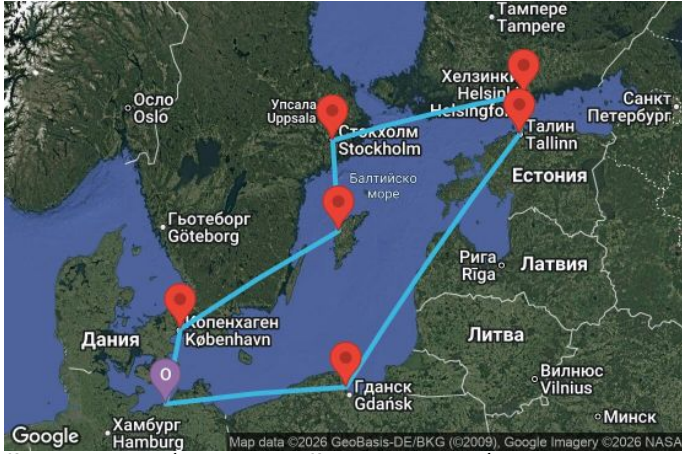 Тампере
Tampere
Осло
Oslo
Упсала
Uppsala
Хелзинки
Helsinki
Helsingfo
Санкт
Петербург
Стокхолм
Stockholm
Талин
Tallinn
Балтийско
море
Естония
Гьотеборг
Göteborg
Рига
Rīga
Латвия
Копенхаген
København
Дания
Литва
O
Гданск
Gdańsk
Вилнюс
Vilnius
Хамбург
Hamburg
Минск
Google
Map data ©2026 GeoBasis-DE/BKG (©2009), Google Imagery ©2026 NASA